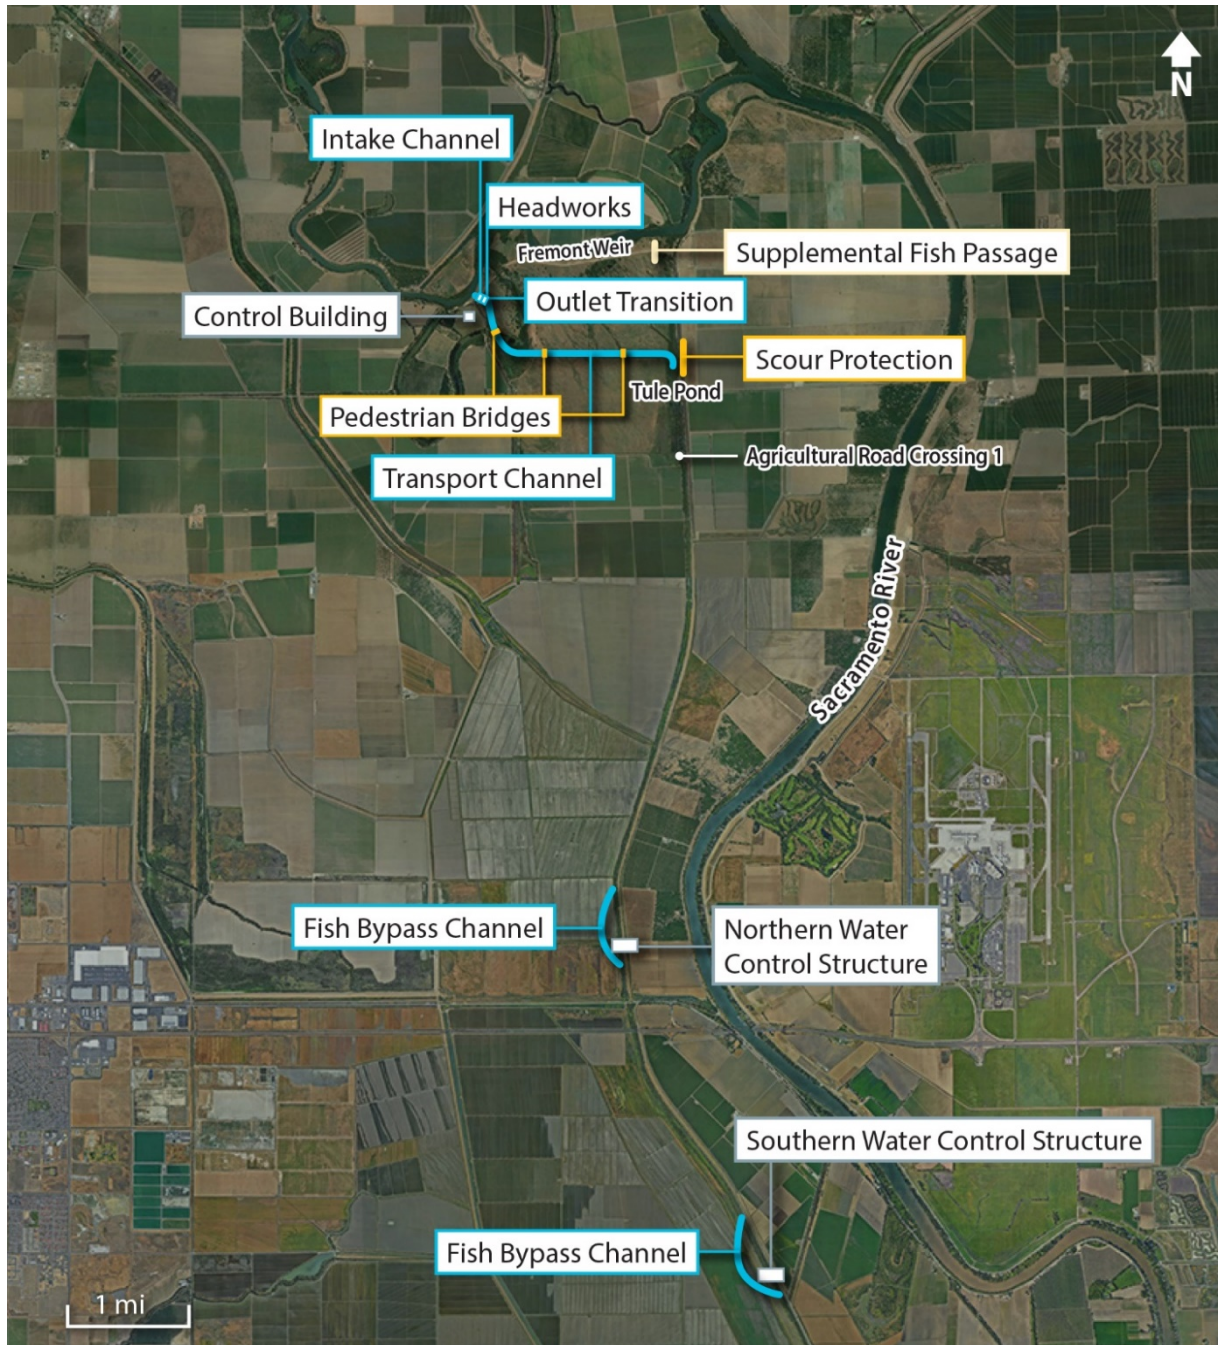 N
Intake Channel
Headworks
Fremont Weir
Supplemental Fish Passage
Outlet Transition
Control Building
Scour Protection
Tule Pond
Pedestrian Bridges
Agricultural Road Crossing 1
Transport Channel
Sacramento River
Fish Bypass Channel
Northern Water
Control Structure
Southern Water Control Structure
Fish Bypass Channel
1 mi